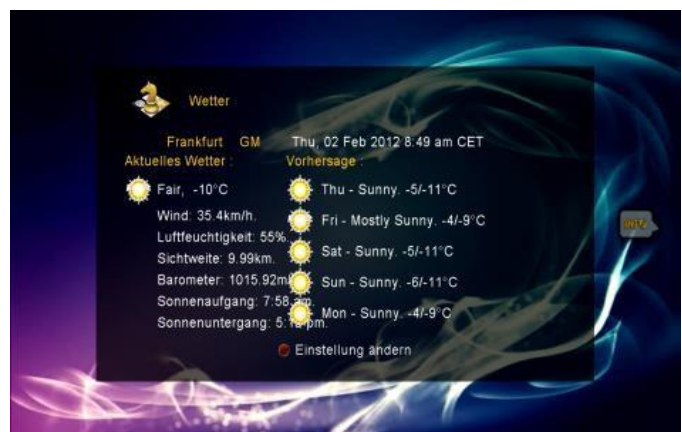 Wetter
Frankfurt GM Thu, 02 Feb 2012 8:49 am CET
Aktuelles Wetter : Vorhersage :
Fair, -10°C
Wind: 35.4km/h.
Luftfeuchtigkeit: 55%.
Sichtweite: 9.99km.
Barometer: 1015.92m
Sonnenaufgang: 7:58 am.
Sonnenuntergang: pm.
Thu - Sunny. -5/-11°C
Fri - Mostly Sunny. -4/-9°C
Sat - Sunny. -5/-11°C
Sun - Sunny. -6/-11°C
Mon - Sunny. -4/-9°C
Einstellung ändern